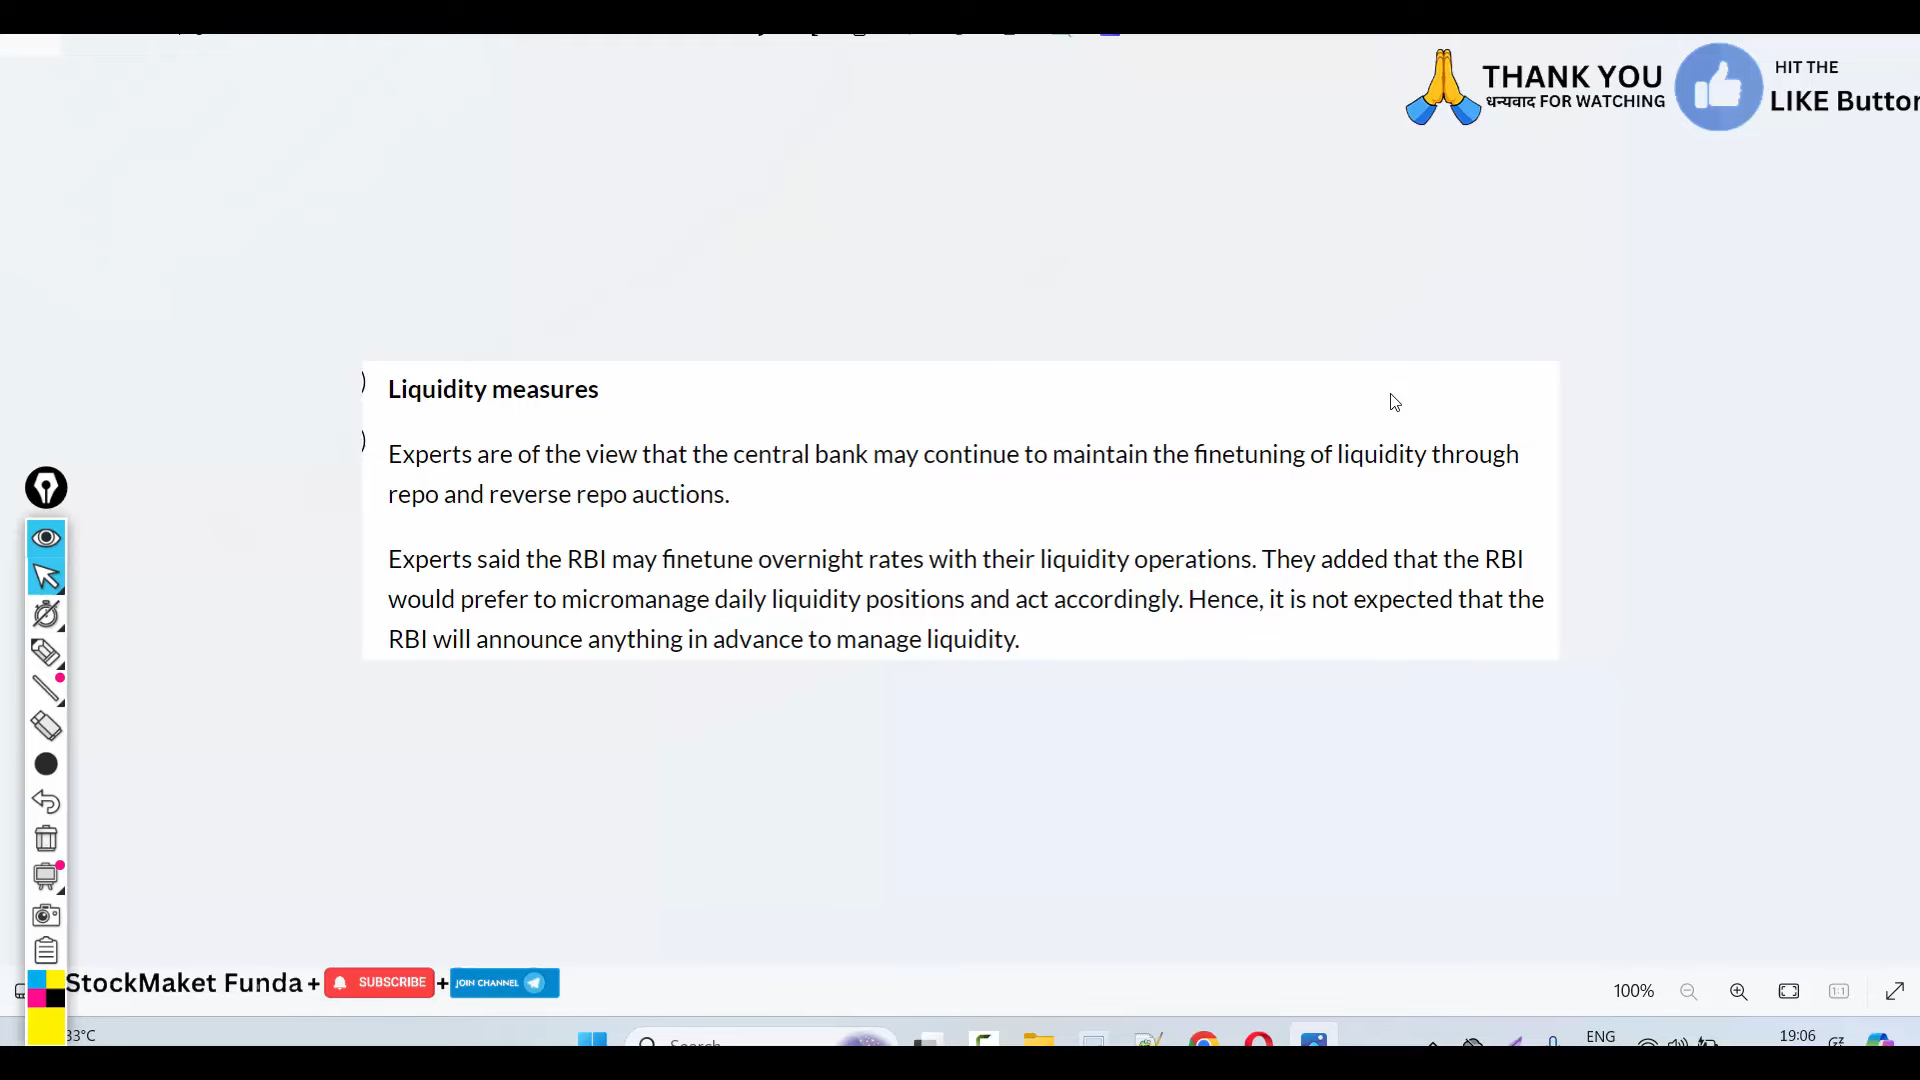 THANK YOU
धन्यवाद FOR WATCHING
HIT THE
LIKE Button
Liquidity measures
Experts are of the view that the central bank may continue to maintain the finetuning of liquidity through
repo and reverse repo auctions.
Experts said the RBI may finetune overnight rates with their liquidity operations. They added that the RBI
would prefer to micromanage daily liquidity positions and act accordingly. Hence, it is not expected that the
RBI will announce anything in advance to manage liquidity.
StockMaket Funda + SUBSCRIBE + JOIN CHANNEL
100% 1:1
33°C
Search
ENG
19:06